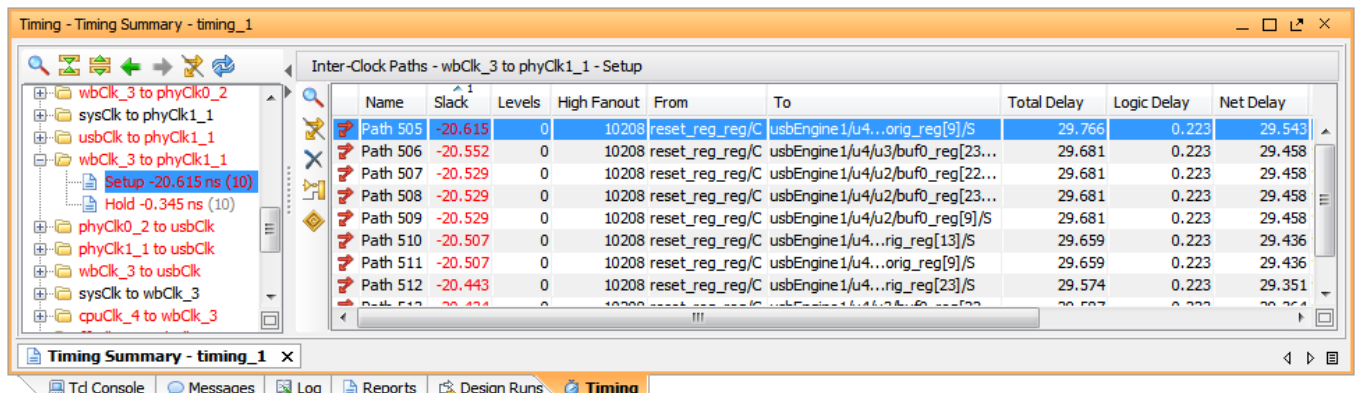 Timing - Timing Summary - timing_1
Inter-Clock Paths - wbClk_3 to phyClk1_1 - Setup
wbClk_3 to phyClk0_2
sysClk to phyClk1_1
usbClk to phyClk1_1
wbClk_3 to phyClk1_1
Setup -20.615 ns (10)
Hold -0.345 ns (10)
phyClk0_2 to usbClk
phyClk1_1 to usbClk
wbClk_3 to usbClk
sysClk to wbClk_3
cpuClk_4 to wbClk_3
Name Slack 1 Levels High Fanout From To Total Delay Logic Delay Net Delay
Path 505 -20.615 0 10208 reset_reg_reg/C usbEngine1/u4...orig_reg[9]/S 29.766 0.223 29.543
Path 506 -20.552 0 10208 reset_reg_reg/C usbEngine1/u4/u3/buf0_reg[23... 29.681 0.223 29.458
Path 507 -20.529 0 10208 reset_reg_reg/C usbEngine1/u4/u2/buf0_reg[22... 29.681 0.223 29.458
Path 508 -20.529 0 10208 reset_reg_reg/C usbEngine1/u4/u2/buf0_reg[23... 29.681 0.223 29.458
Path 509 -20.529 0 10208 reset_reg_reg/C usbEngine1/u4/u2/buf0_reg[9]/S 29.681 0.223 29.458
Path 510 -20.507 0 10208 reset_reg_reg/C usbEngine1/u4...rig_reg[13]/S 29.659 0.223 29.436
Path 511 -20.507 0 10208 reset_reg_reg/C usbEngine1/u4...orig_reg[9]/S 29.659 0.223 29.436
Path 512 -20.443 0 10208 reset_reg_reg/C usbEngine1/u4...rig_reg[23]/S 29.574 0.223 29.351
Timing Summary - timing_1
Tcl Console Messages Log Reports Design Runs Timing